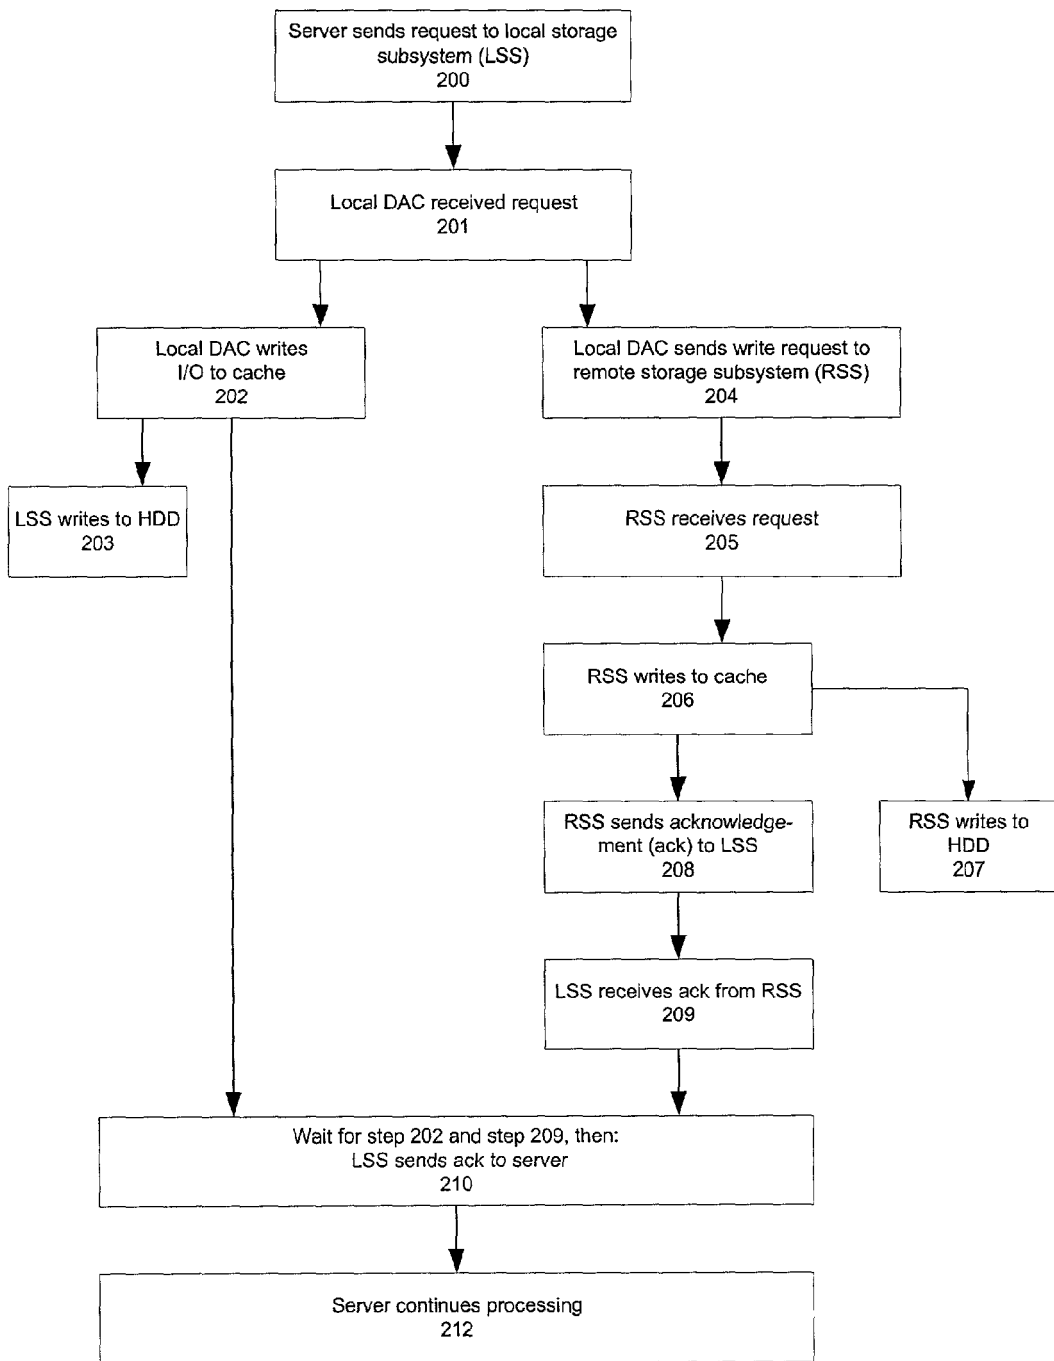 Server sends request to local storage
subsystem (LSS)
200
Local DAC received request
201
Local DAC writes
I/O to cache
202
Local DAC sends write request to
remote storage subsystem (RSS)
204
LSS writes to HDD
203
RSS receives request
205
RSS writes to cache
206
RSS sends acknowledge-
ment (ack) to LSS
208
RSS writes to
HDD
207
LSS receives ack from RSS
209
Wait for step 202 and step 209, then:
LSS sends ack to server
210
Server continues processing
212